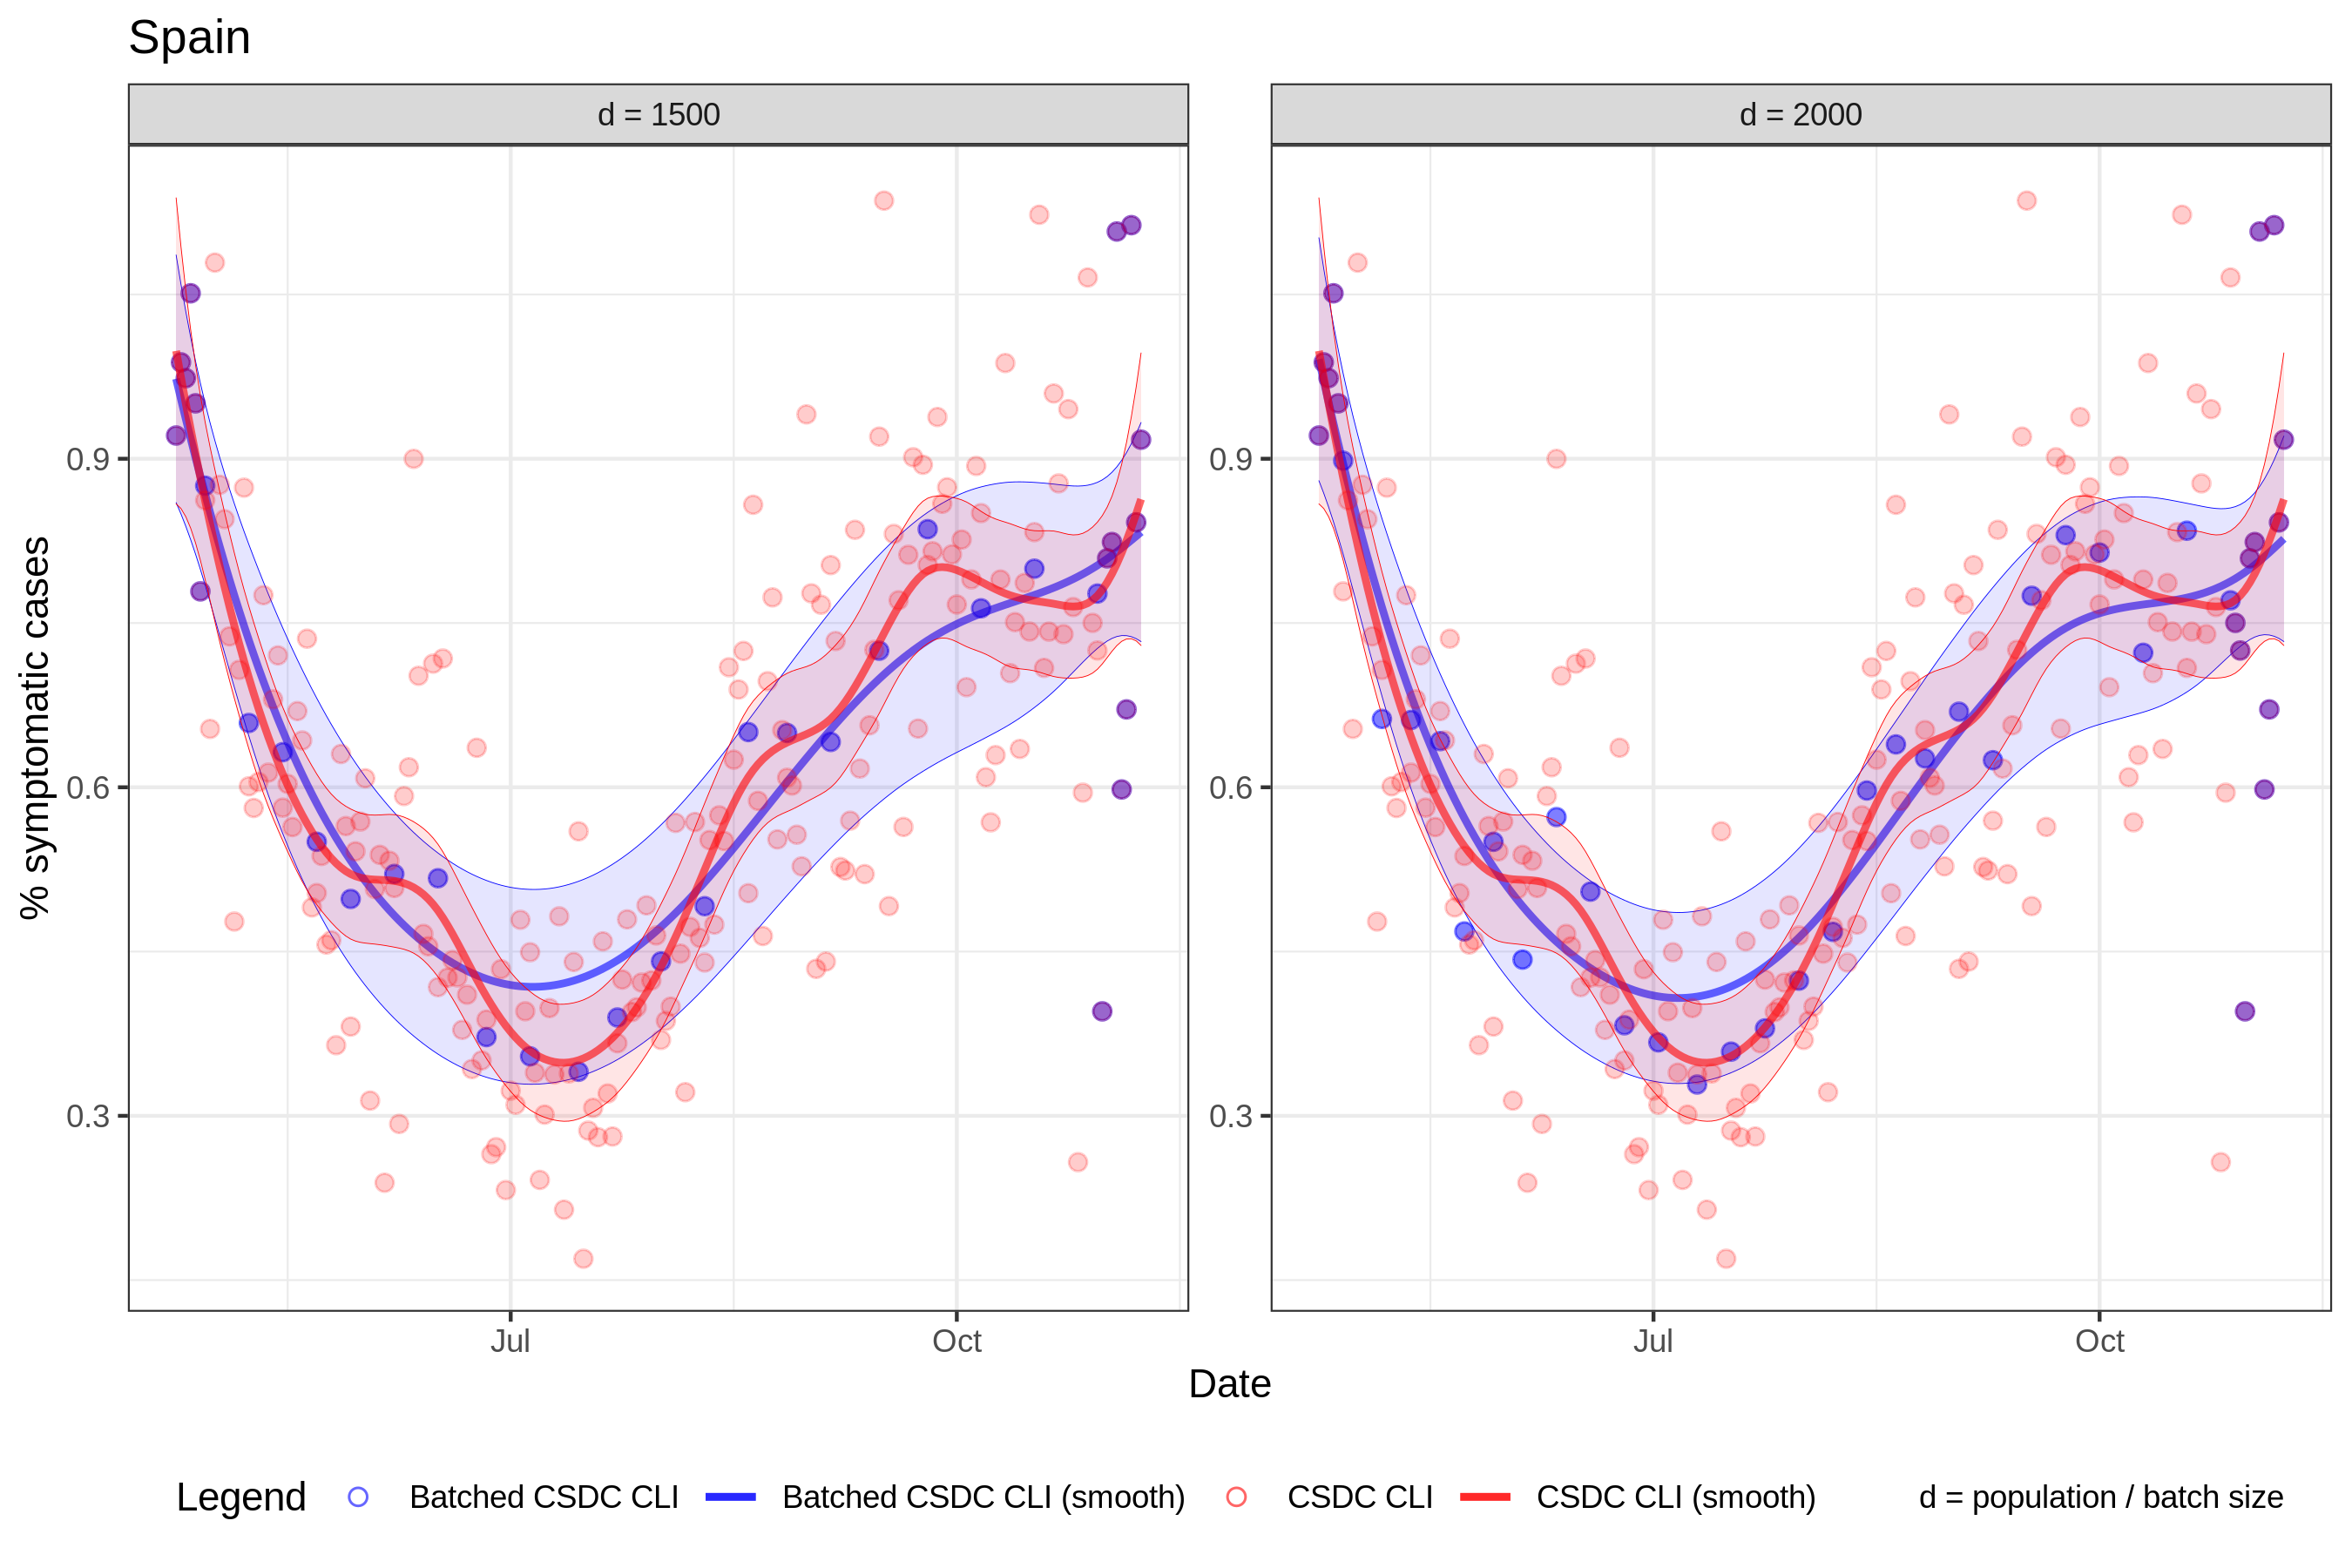 Spain
d = 1500
d = 2000
% symptomatic cases
0.9
0.6
0.3
0.9
0.6
0.3
Jul
Oct
Jul
Oct
Date
Legend Batched CSDC CLI Batched CSDC CLI (smooth) CSDC CLI CSDC CLI (smooth) d = population / batch size